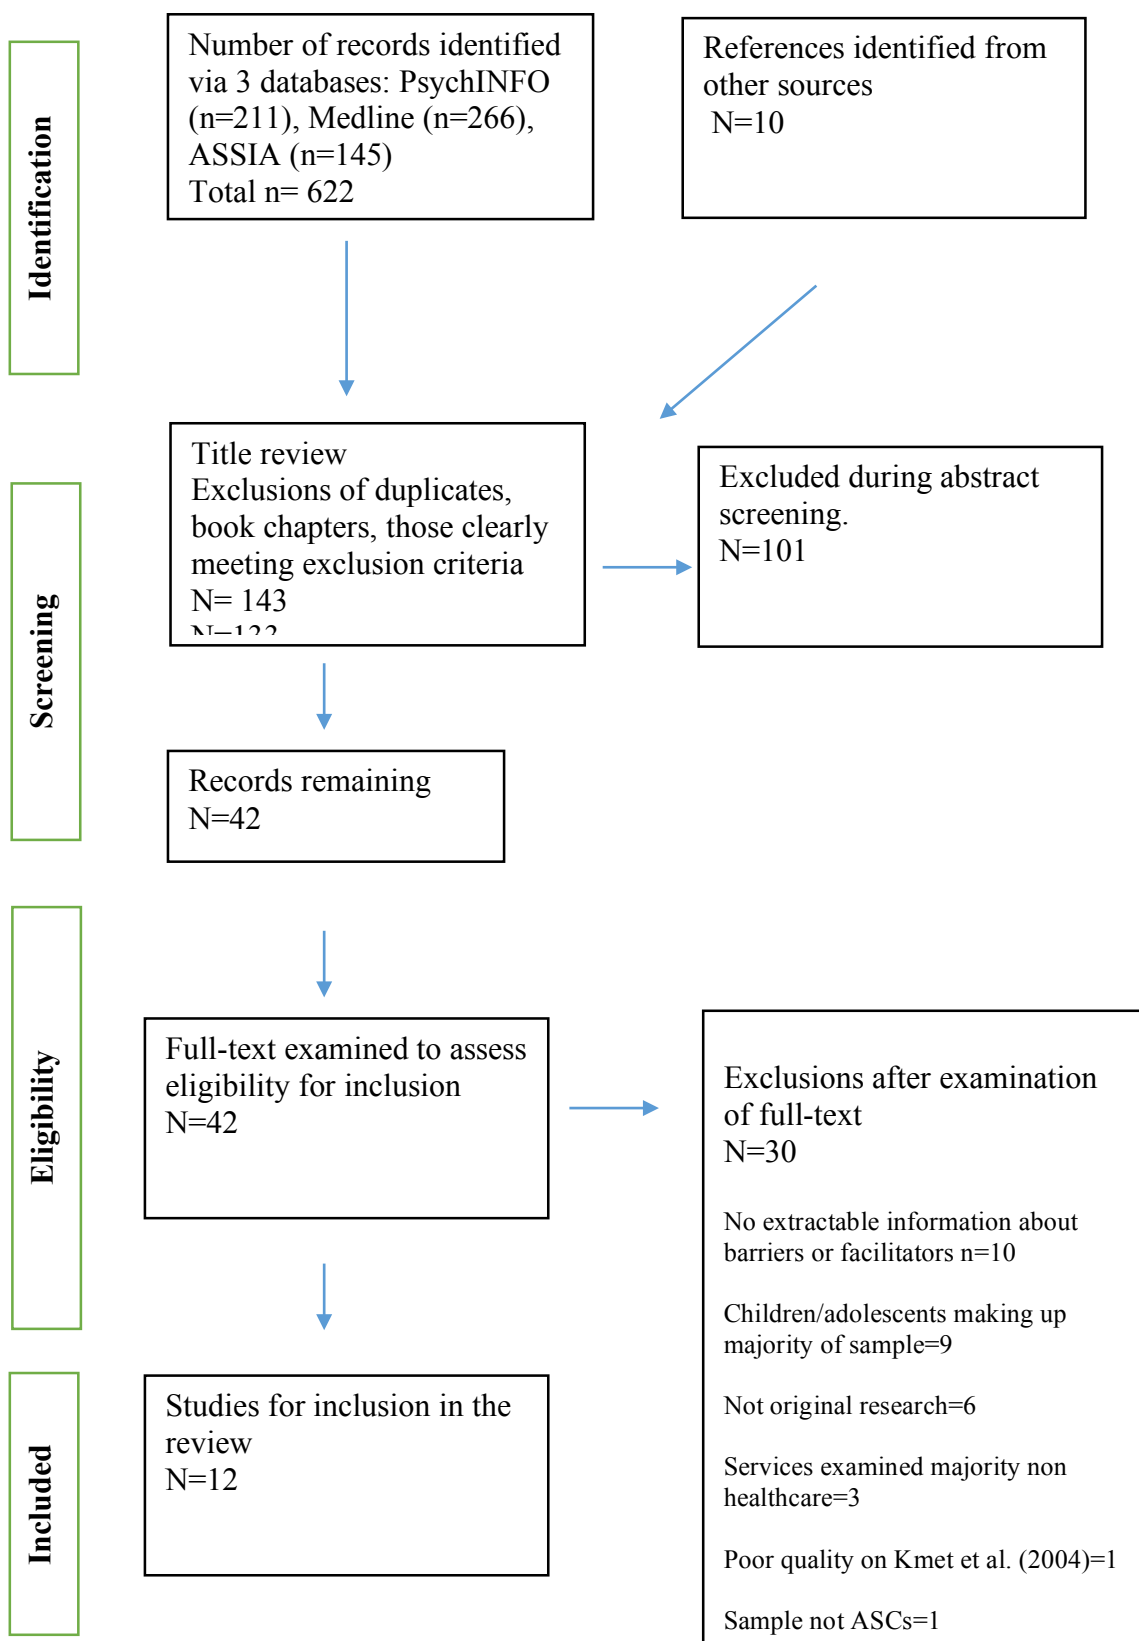 Identification
Number of records identified
via 3 databases: PsychINFO
(n=211), Medline (n=266),
ASSIA (n=145)
Total n= 622
References identified from
other sources
N=10
Screening
Title review
Exclusions of duplicates,
book chapters, those clearly
meeting exclusion criteria
N= 143
Excluded during abstract
screening.
N=101
Records remaining
N=42
Eligibility
Full-text examined to assess
eligibility for inclusion
N=42
Exclusions after examination
of full-text
N=30
No extractable information about
barriers or facilitators n=10
Children/adolescents making up
majority of sample=9
Not original research=6
Services examined majority non
healthcare=3
Poor quality on Kmet et al. (2004)=1
Sample not ASCs=1
Included
Studies for inclusion in the
review
N=12